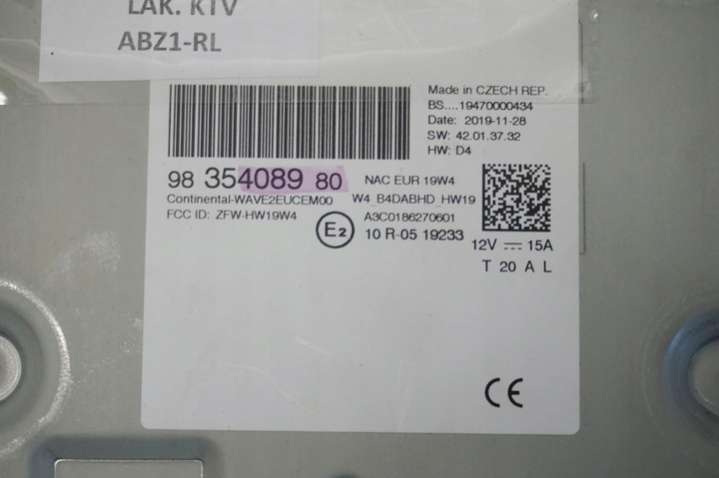 LAK. KTV
ABZ1-RL
Made in CZECH REP.
BS....19470000434
Date: 2019-11-28
SW: 42.01.37.32
HW: D4
98 354089 80
NAC EUR 19W4
Continental-WAVE2EUCEM00
W4_B4DABHD_HW19
FCC ID: ZFW-HW19W4
A3C0186270601
E2
10 R-05 19233
12V ⎓ 15A
T 20 A L
CE